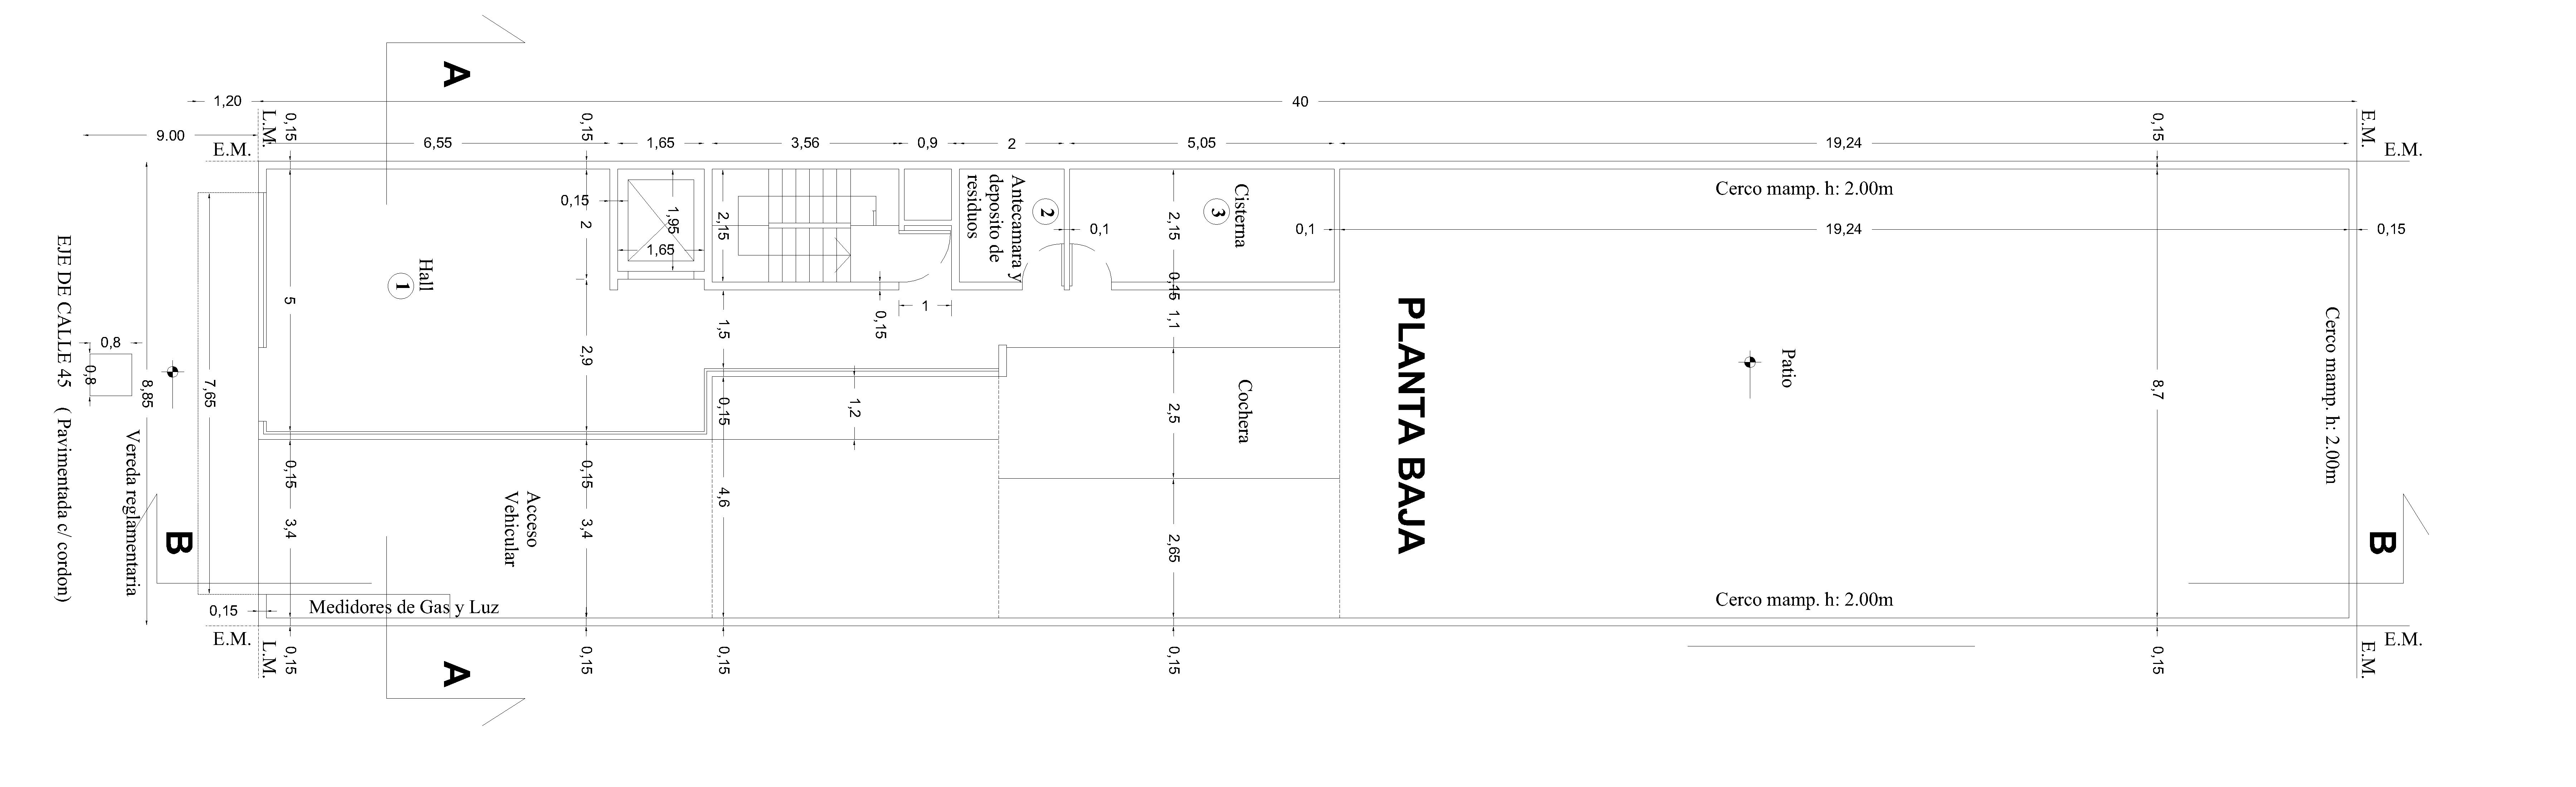 A
1,20
40
9.00
L.M.
0,15
0,15
0,15
E.M.
E.M.
6,55
1,65
3,56
0,9
2
5,05
19,24
E.M.
Cerco mamp. h: 2.00m
0,15
2
1,95
1,65
2,15
Antecamara y
deposito de
residuos
2
0,1
2,15
Cisterna
3
0,1
19,24
0,15
Hall
1
5
0,15
1,1
1
0,15
1,5
2,9
EJE DE CALLE 45 ( Pavimentada c/ cordon)
0,8
0,8
8,85
7,65
Vereda reglamentaria
0,15
1,2
2,5
Cochera
PLANTA BAJA
Patio
8,7
Cerco mamp. h: 2.00m
0,15
0,15
3,4
3,4
4,6
Acceso
Vehicular
2,65
B
B
0,15
Medidores de Gas y Luz
Cerco mamp. h: 2.00m
E.M.
L.M.
0,15
0,15
0,15
0,15
0,15
E.M.
E.M.
A